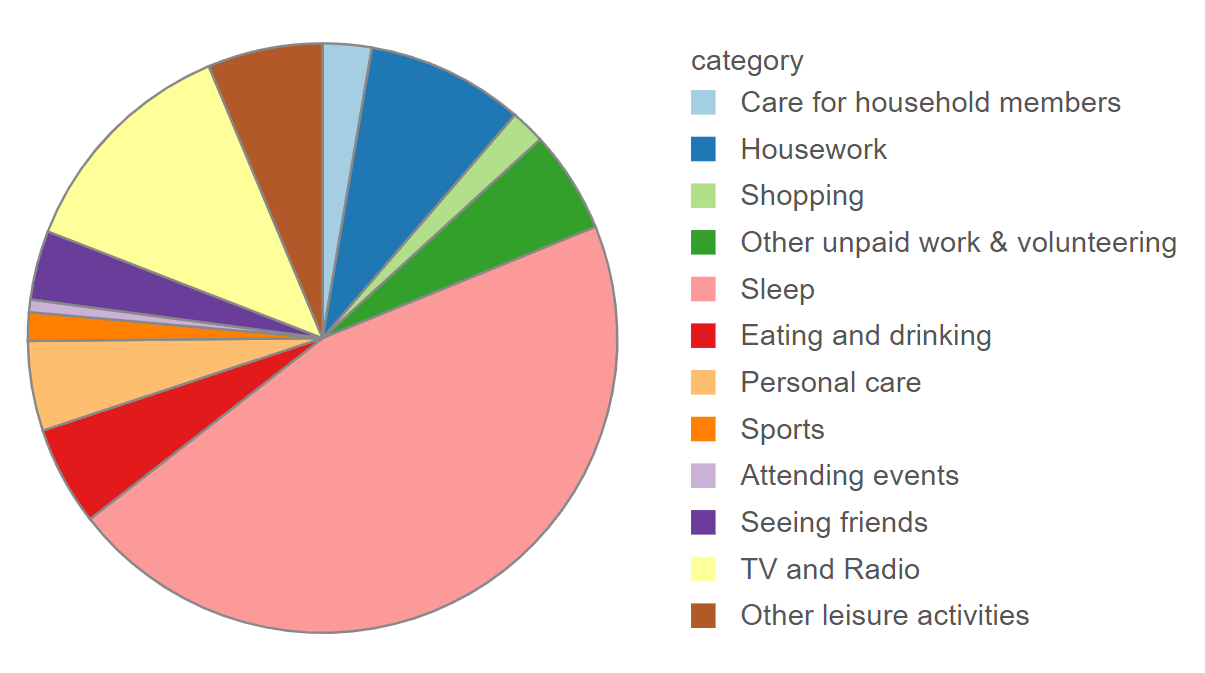 category
Care for household members
Housework
Shopping
Other unpaid work & volunteering
Sleep
Eating and drinking
Personal care
Sports
Attending events
Seeing friends
TV and Radio
Other leisure activities